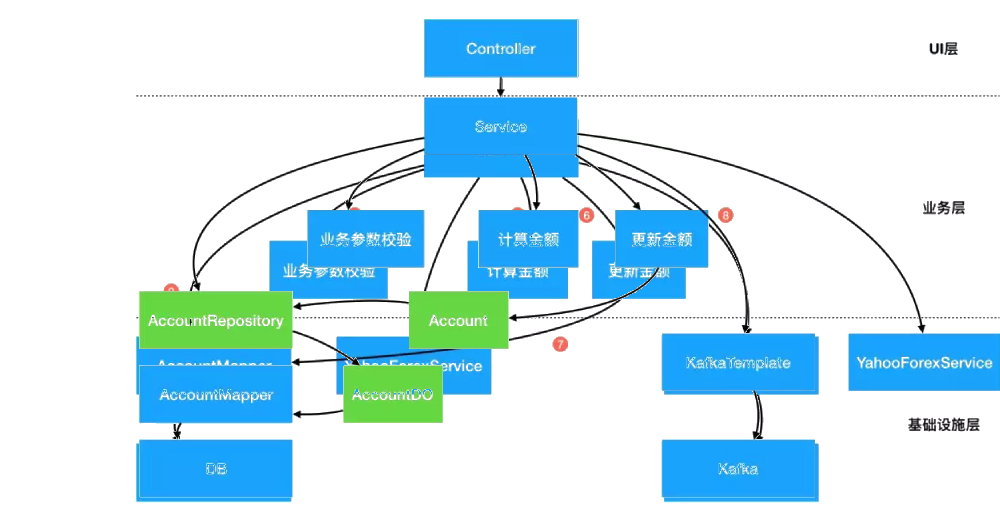 Controller
UI层
Service
业务层
6
8
业务参数校验
计算金额
更新金额
业务参数校验
计算金额
更新金额
AccountRepository
Account
7
AccountMapper
YahooForexService
KafkaTemplate
YahooForexService
AccountMapper
AccountDO
基础设施层
DB
Kafka